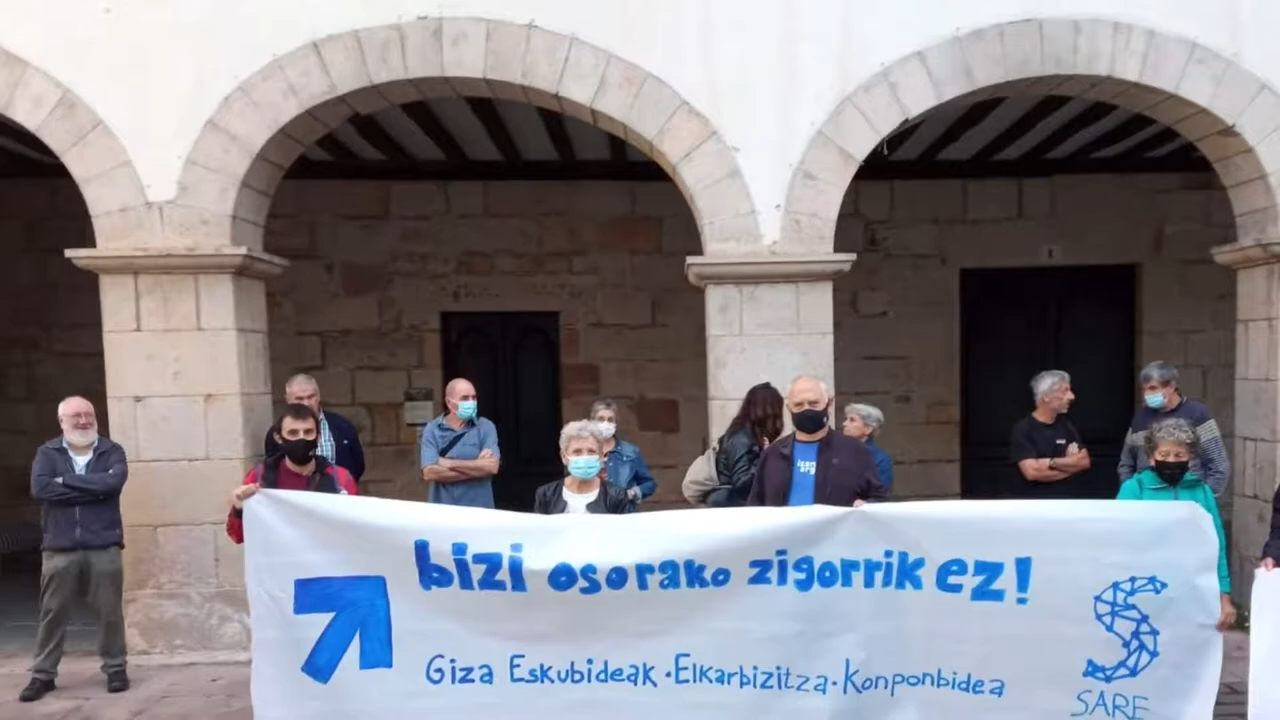 bizi osorako zigorrik ez!
Giza Eskubideak · Elkarbizitza · Konponbidea
SARE